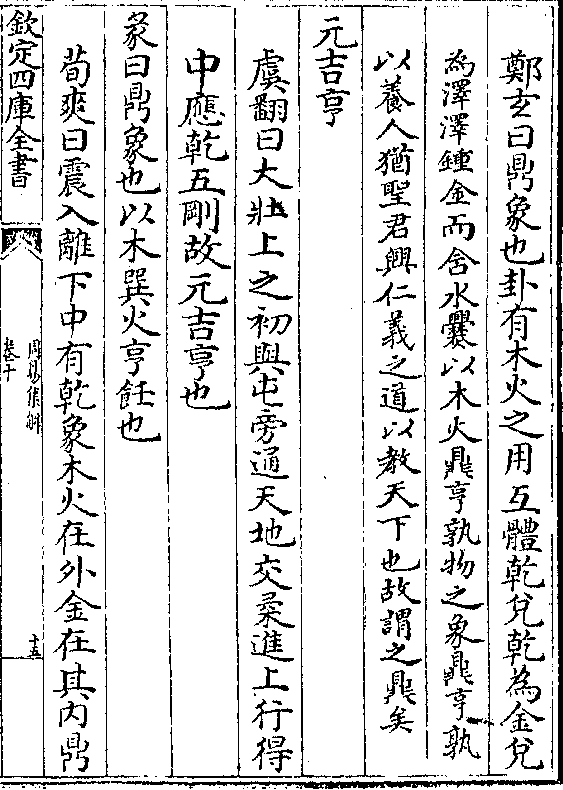 鄭玄曰鼎象也卦有木火之用互體乾兌乾為金兌
為澤澤鍾金而含水爨以木火鼎亨孰物之象鼎亨孰
以養人猶聖君興仁義之道以教天下也故謂之鼎矣
元吉亨
虞翻曰大壯上之初與屯旁通天地交柔進上行得
中應乾五剛故元吉亨也
彖曰鼎象也以木巽火亨飪也
荀爽曰震入離下中有乾象木火在外金在其内鼎
欽定四庫全書
周易集解
卷十
十五